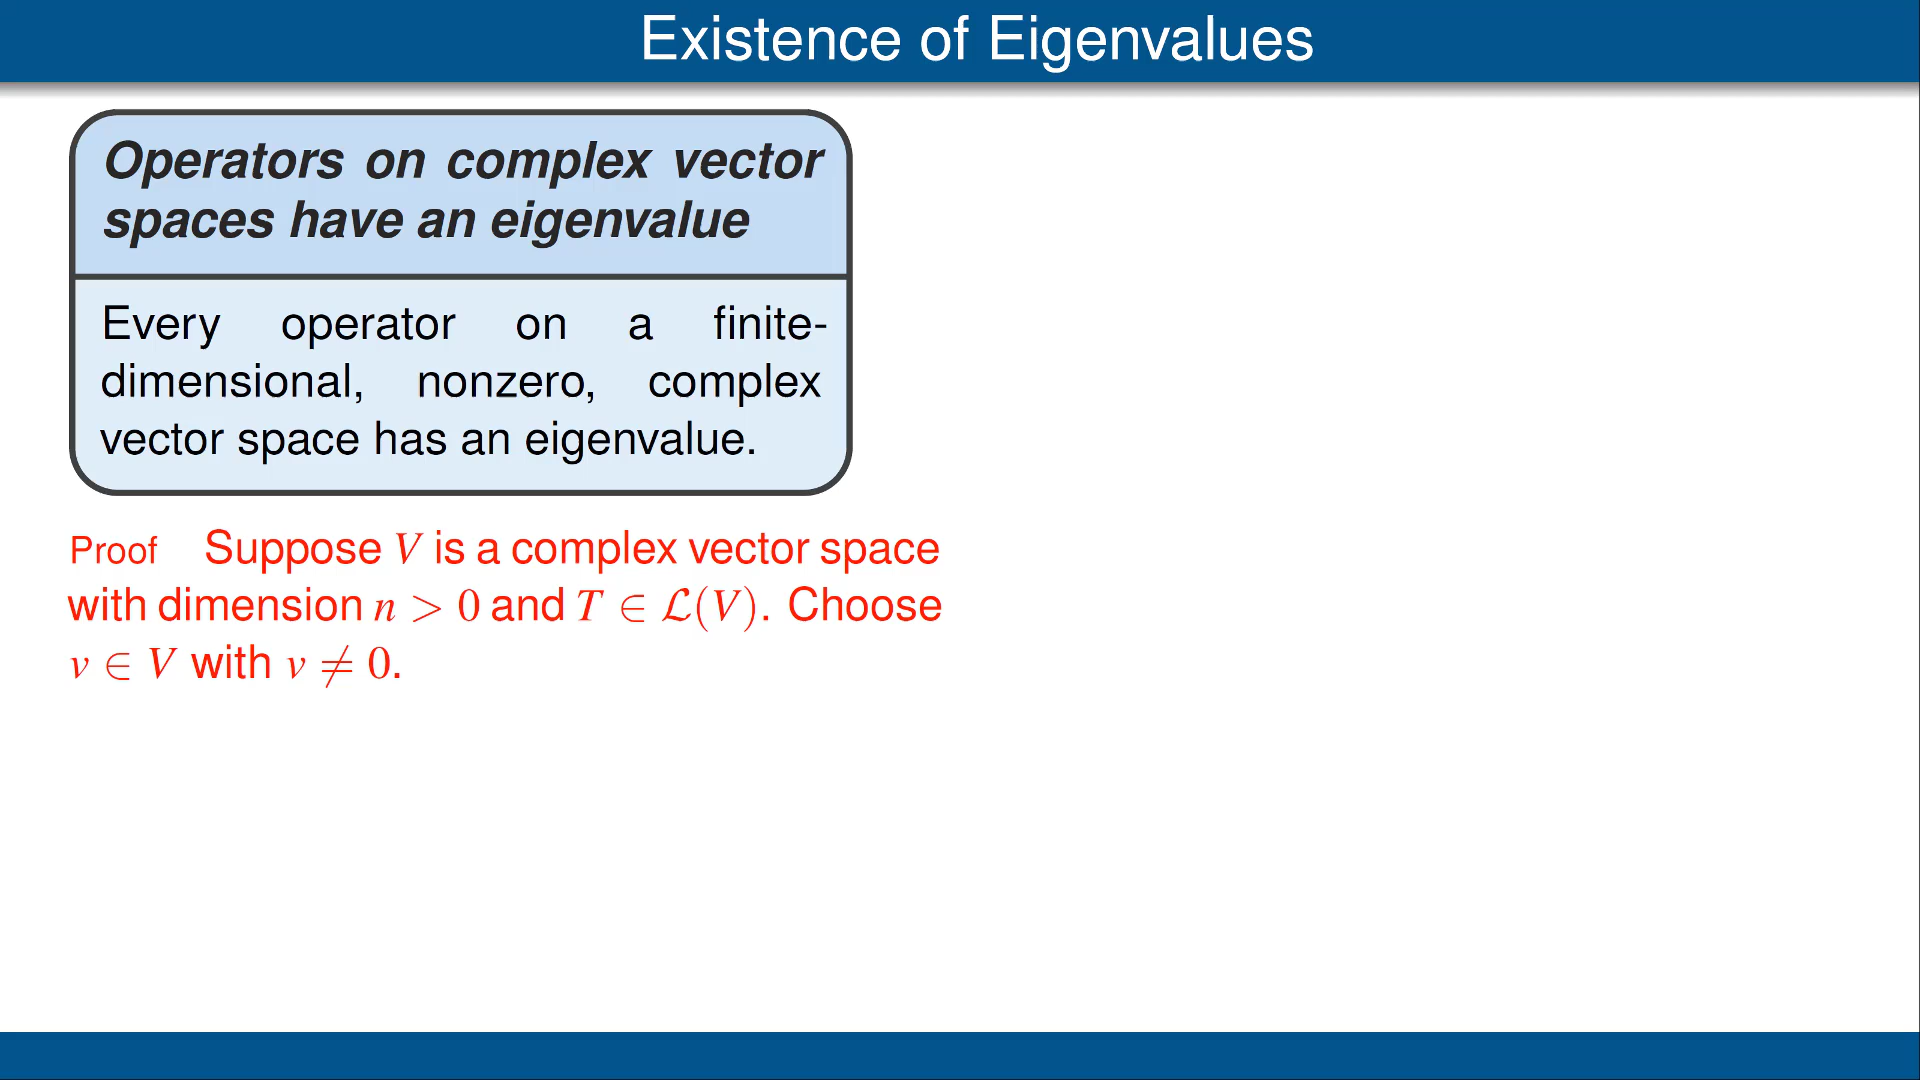 Existence of Eigenvalues
Operators on complex vector
spaces have an eigenvalue
Every operator on a finite-
dimensional, nonzero, complex
vector space has an eigenvalue.
Proof Suppose V is a complex vector space
with dimension n > 0 and T ∈ ℒ(V). Choose
v ∈ V with v ≠ 0.